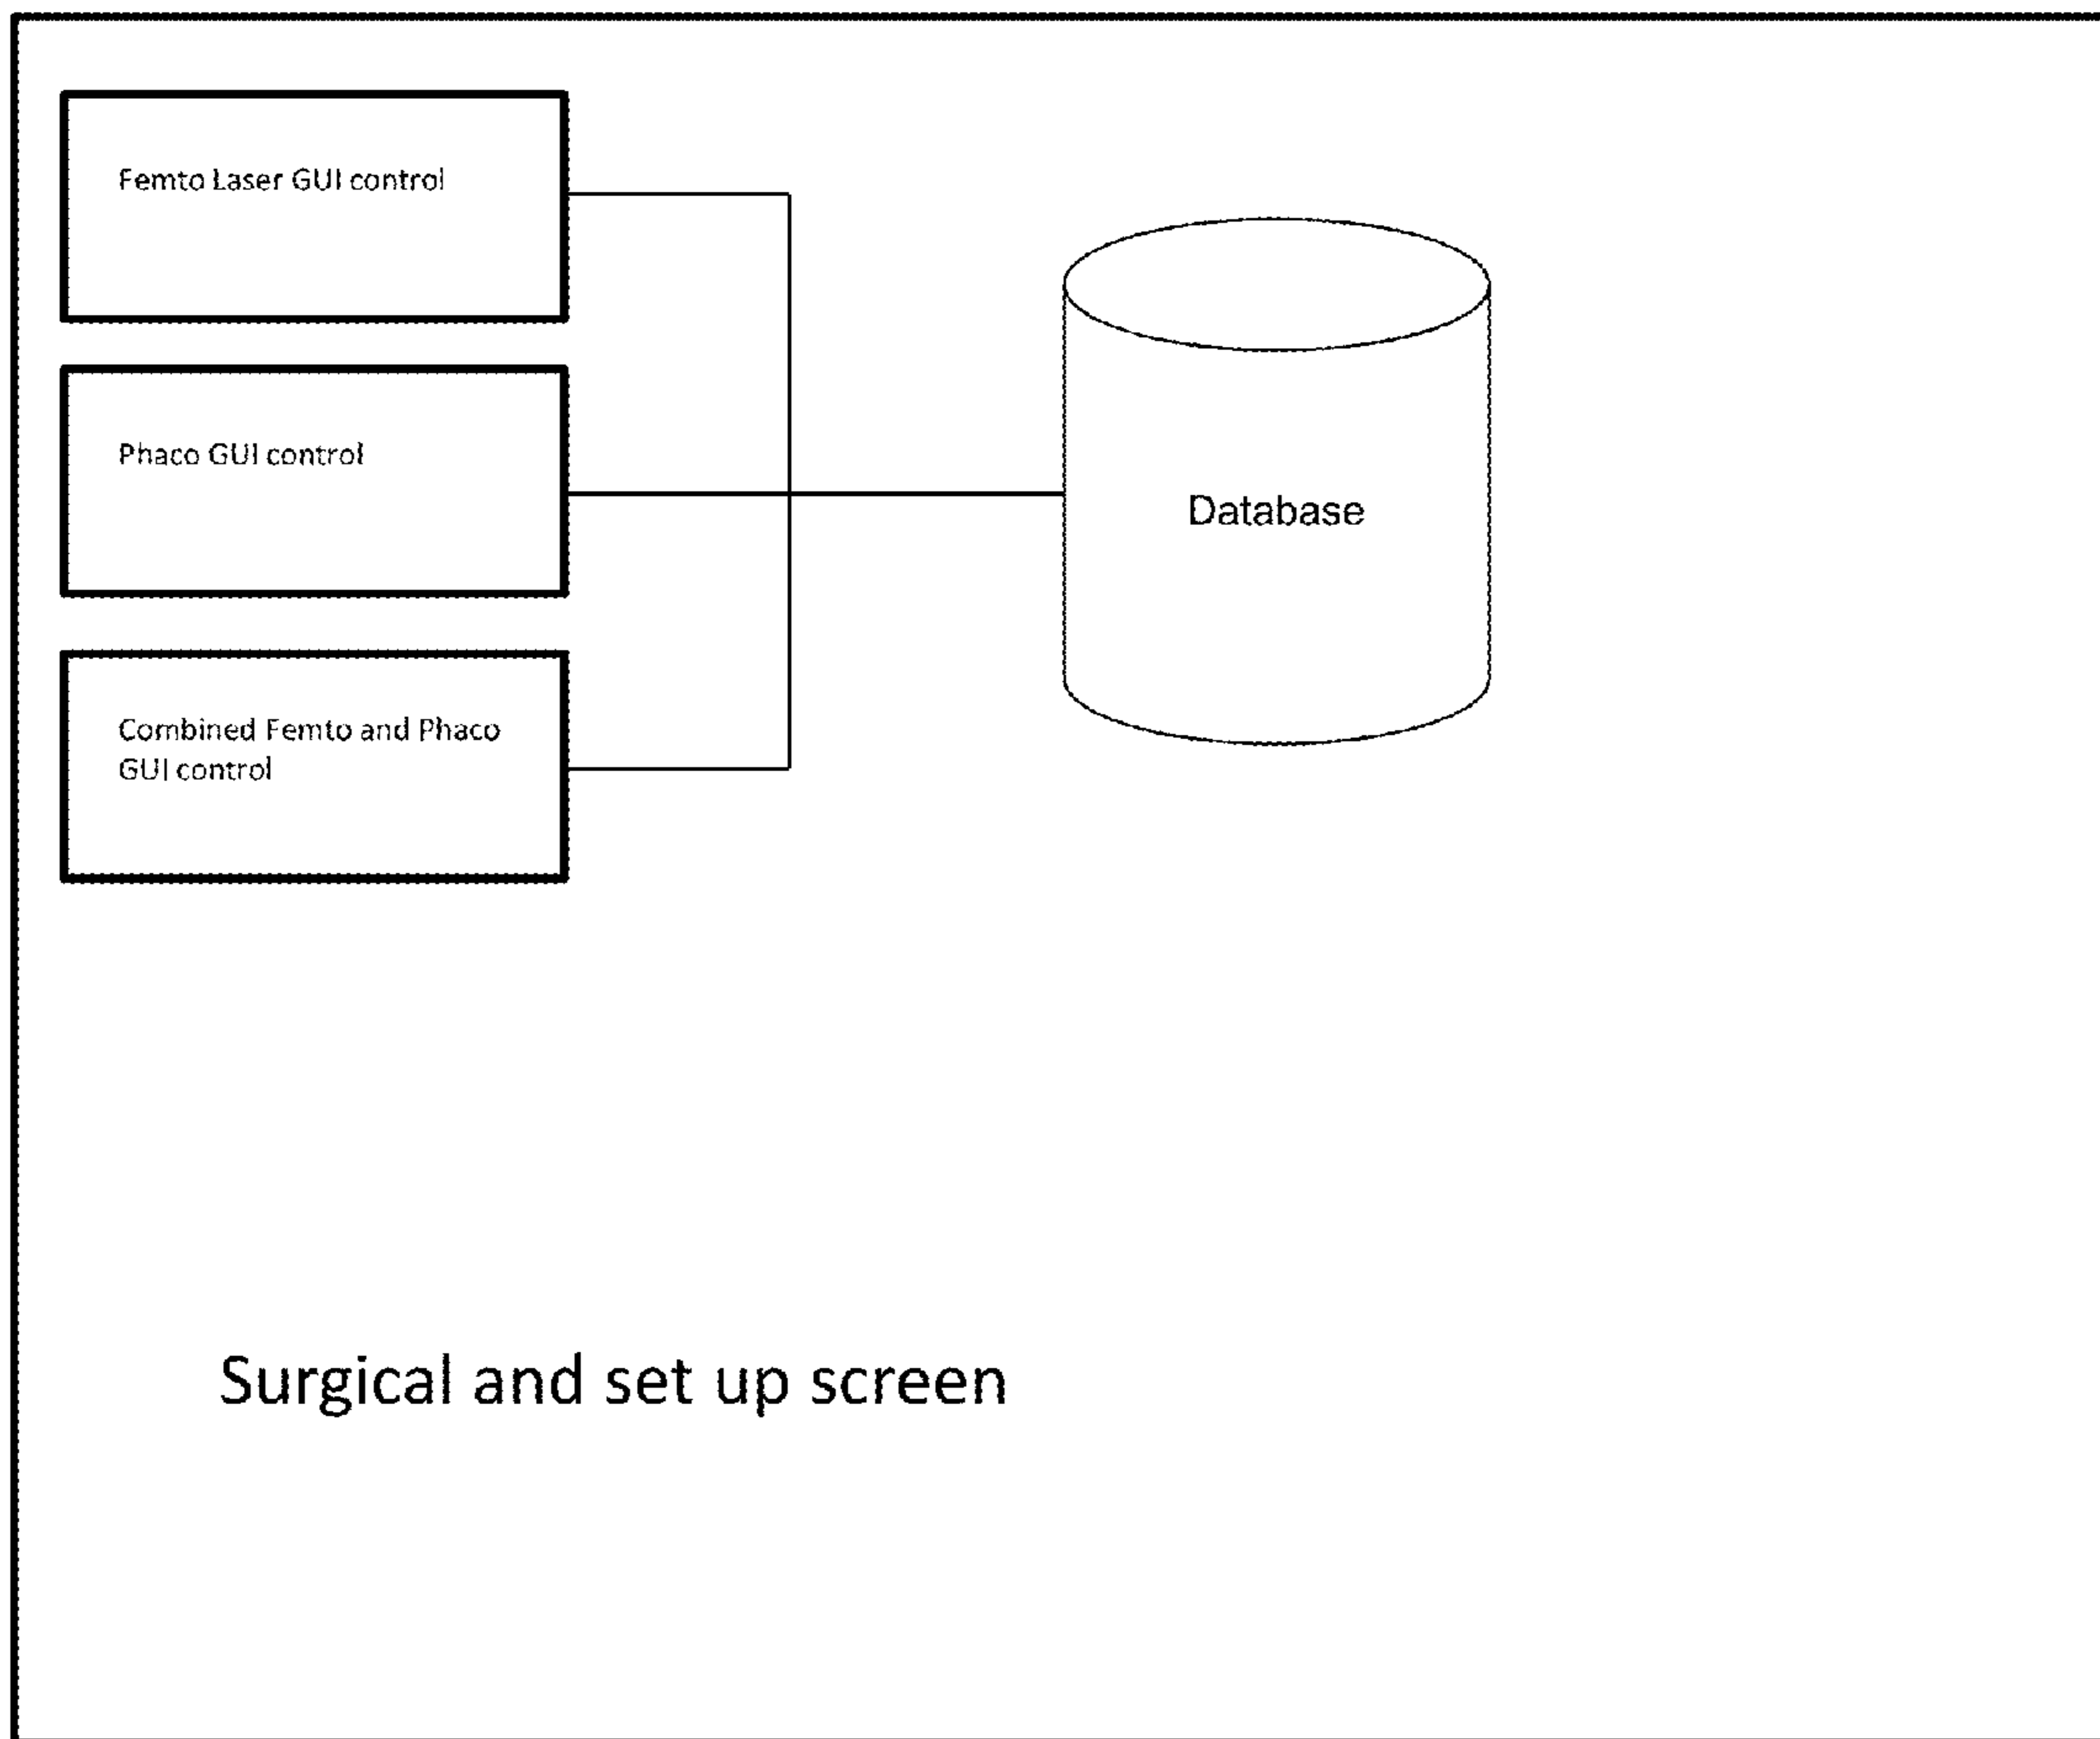 Femto Laser GUI control
Phaco GUI control
Database
Combined Femto and Phaco
GUI control
Surgical and set up screen